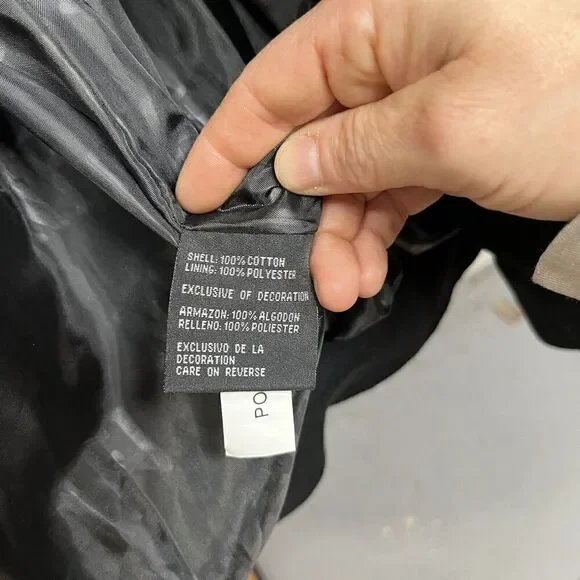 SHELL: 100% COTTON
LINING: 100% POLYESTER
EXCLUSIVE OF DECORATION
ARMAZON: 100% ALGODON
RELLENO: 100% POLIESTER
EXCLUSIVO DE LA
DECORATION
CARE ON REVERSE
PO